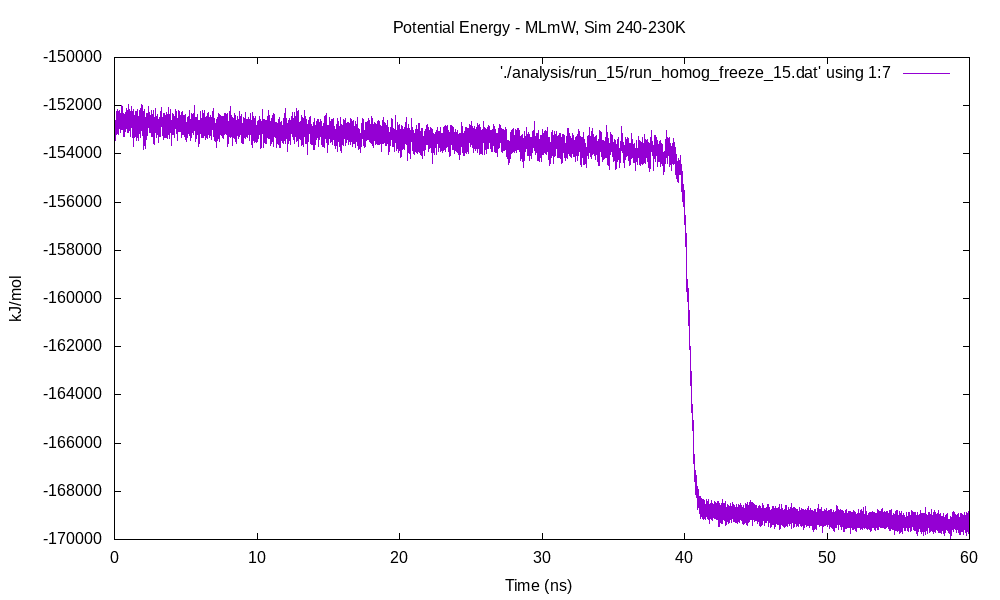 Potential Energy - MLmW, Sim 240-230K
'./analysis/run_15/run_homog_freeze_15.dat' using 1:7
-150000
-152000
-154000
-156000
-158000
-160000
-162000
-164000
-166000
-168000
-170000
kJ/mol
0 10 20 30 40 50 60
Time (ns)